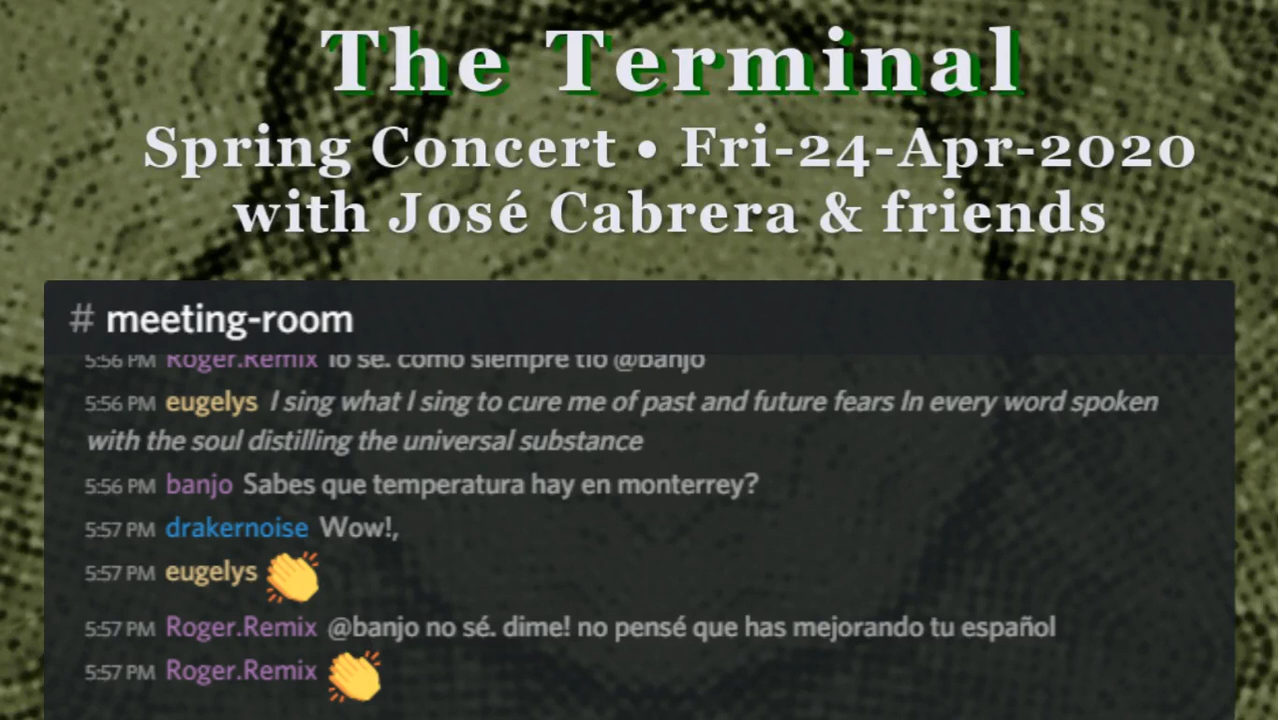 The Terminal
Spring Concert • Fri-24-Apr-2020
with José Cabrera & friends
# meeting-room
5:56 PM Roger.Remix lo sé. como siempre tio @banjo
5:56 PM eugelys I sing what I sing to cure me of past and future fears In every word spoken
with the soul distilling the universal substance
5:56 PM banjo Sabes que temperatura hay en monterrey?
5:57 PM drakernoise Wow!,
5:57 PM eugelys 👏
5:57 PM Roger.Remix @banjo no sé. dime! no pensé que has mejorando tu español
5:57 PM Roger.Remix 👏